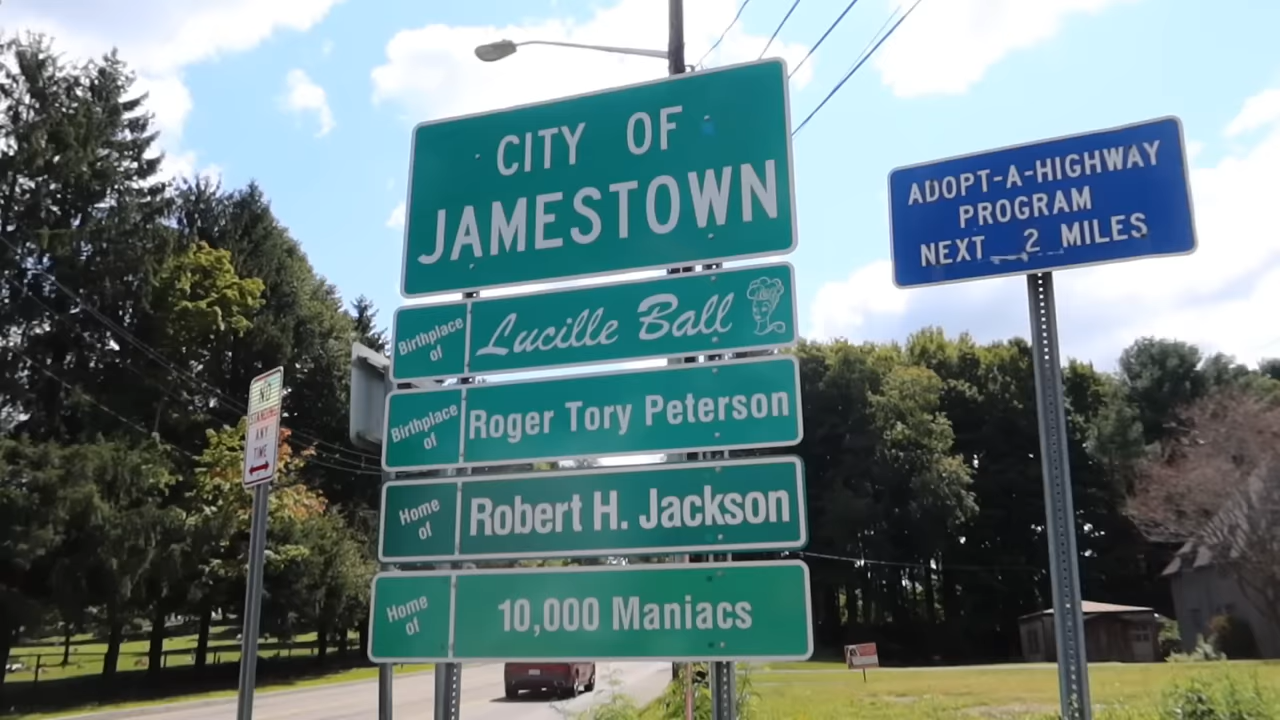 CITY OF
JAMESTOWN
Birthplace
of
Lucille Ball
Birthplace
of
Roger Tory Peterson
Home
of
Robert H. Jackson
Home
of
10,000 Maniacs
ADOPT-A-HIGHWAY
PROGRAM
NEXT 2 MILES
NO
STANDING
ANY
TIME